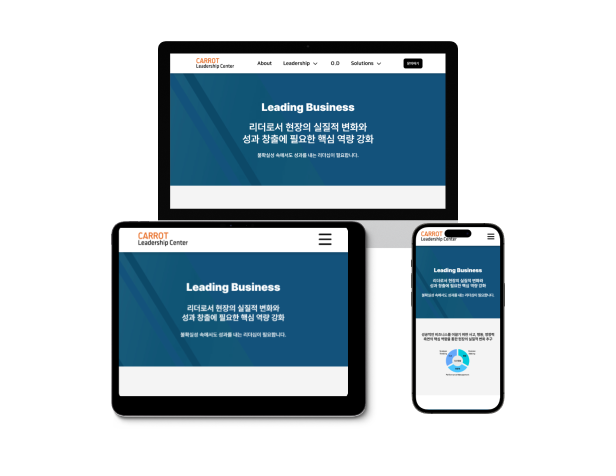 CARROT
Leadership Center
About
Leadership
O.D
Solutions
문의하기
Leading Business
리더로서 현장의 실질적 변화와
성과 창출에 필요한 핵심 역량 강화
불확실성 속에서도 성과를 내는 리더십이 필요합니다.
CARROT
Leadership Center
Leading Business
리더로서 현장의 실질적 변화와
성과 창출에 필요한 핵심 역량 강화
불확실성 속에서도 성과를 내는 리더십이 필요합니다.
CARROT
Leadership Center
Leading Business
리더로서 현장의 실질적 변화와
성과 창출에 필요한 핵심 역량 강화
불확실성 속에서도 성과를 내는 리더십이 필요합니다.